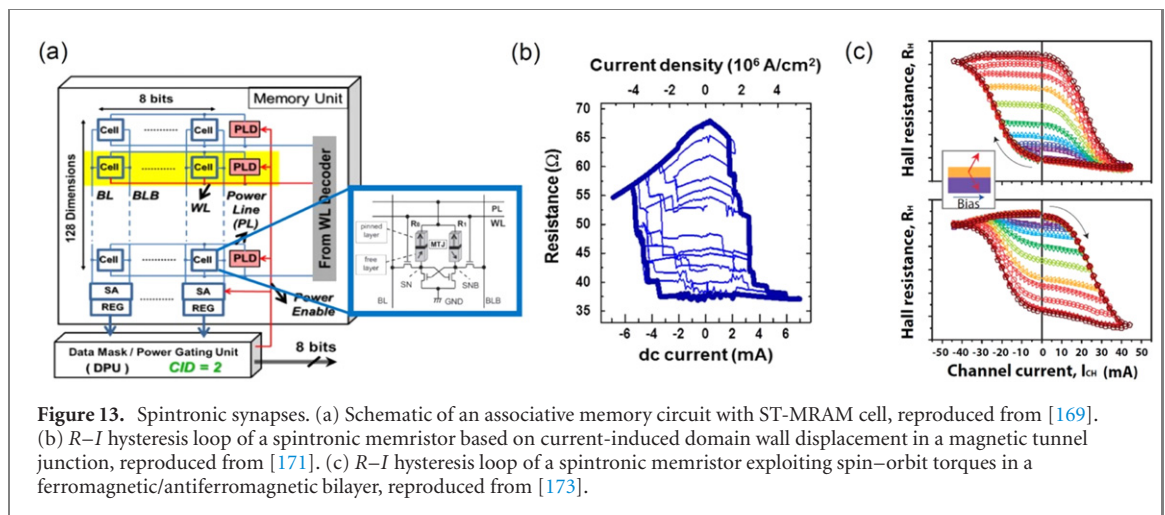 (a)
8 bits
Memory Unit
Cell
Cell
PLD
Cell
Cell
PLD
BL
BLB
WL
Power
Line
(PL)
128 Dimensions
From WL Decoder
Cell
Cell
PLD
SA
SA
REG
REG
Power
Enable
Data Mask / Power Gating Unit
( DPU ) CID = 2
8 bits
PL
WL
R₀
R₁
pinned
layer
MTJ
free
layer
SN
SNB
BL
GND
BLB
(b)
Current density (10⁶ A/cm²)
-4 -2 0 2 4
Resistance (Ω)
70
65
60
55
50
45
40
35
-6 -4 -2 0 2 4 6
dc current (mA)
(c)
Hall resistance, R_H
Bias
Hall resistance, R_H
-50 -40 -30 -20 -10 0 10 20 30 40 50
Channel current, I_CH (mA)
Figure 13. Spintronic synapses. (a) Schematic of an associative memory circuit with ST-MRAM cell, reproduced from [169].
(b) R–I hysteresis loop of a spintronic memristor based on current-induced domain wall displacement in a magnetic tunnel
junction, reproduced from [171]. (c) R–I hysteresis loop of a spintronic memristor exploiting spin–orbit torques in a
ferromagnetic/antiferromagnetic bilayer, reproduced from [173].